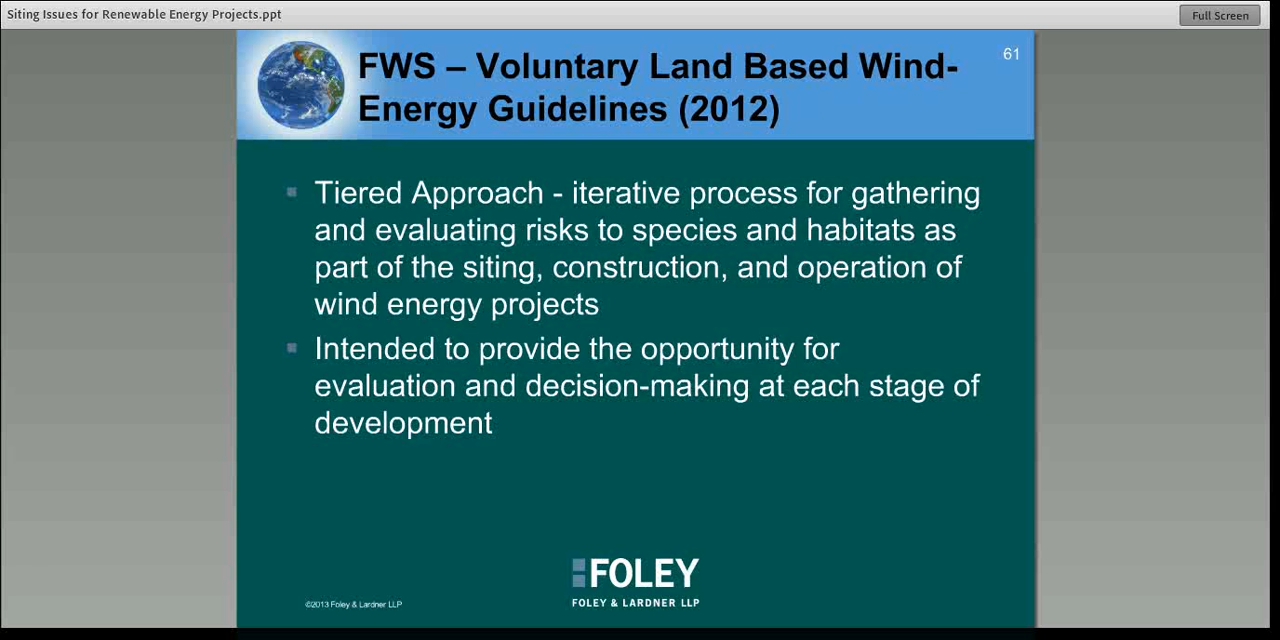 Siting Issues for Renewable Energy Projects.ppt
Full Screen
61
FWS – Voluntary Land Based Wind-
Energy Guidelines (2012)
Tiered Approach - iterative process for gathering
and evaluating risks to species and habitats as
part of the siting, construction, and operation of
wind energy projects
Intended to provide the opportunity for
evaluation and decision-making at each stage of
development
FOLEY
FOLEY & LARDNER LLP
©2013 Foley & Lardner LLP